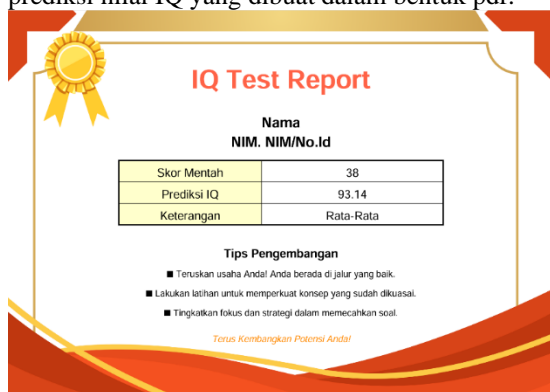 prediksi nilai IQ yang dibuat dalam bentuk pdf.
IQ Test Report
Nama
NIM. NIM/No.Id
Skor Mentah 38
Prediksi IQ 93.14
Keterangan Rata-Rata
Tips Pengembangan
■ Teruskan usaha Anda! Anda berada di jalur yang baik.
■ Lakukan latihan untuk memperkuat konsep yang sudah dikuasai.
■ Tingkatkan fokus dan strategi dalam memecahkan soal.
Terus Kembangkan Potensi Anda!